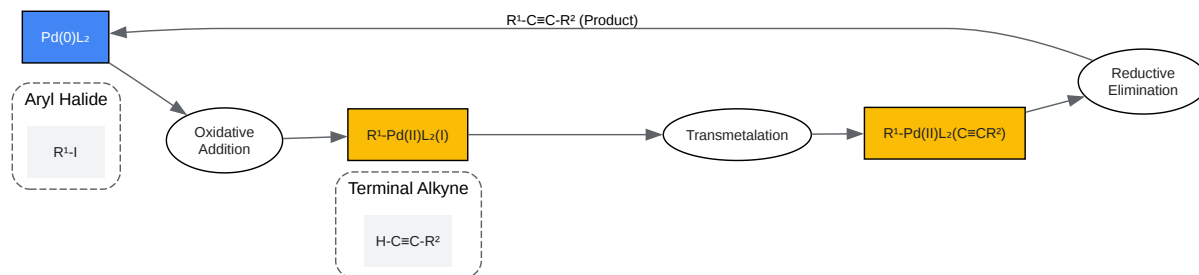 R¹-C≡C-R² (Product)
Pd(0)L₂
Reductive
Elimination
Aryl Halide
R¹-I
Oxidative
Addition
R¹-Pd(II)L₂(I)
Transmetalation
R¹-Pd(II)L₂(C≡CR²)
Terminal Alkyne
H-C≡C-R²